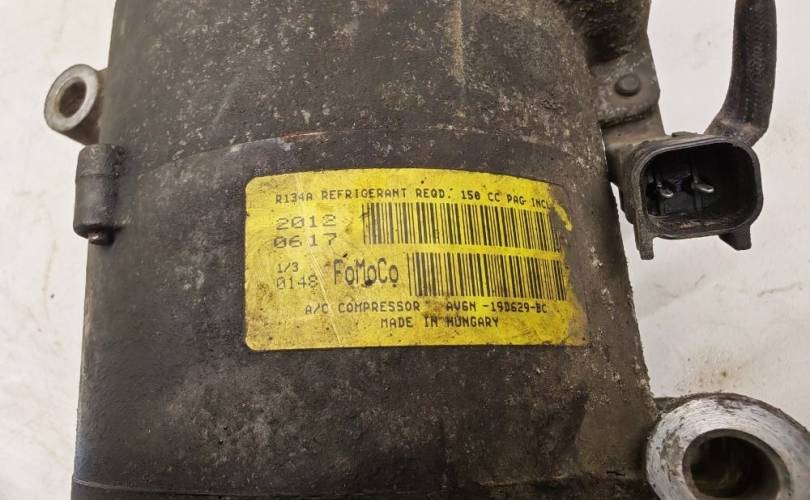 R134A REFRIGERANT REQD. 150 CC PAG INCL
2012
0617
1/3
0148 FoMoCo
A/C COMPRESSOR AV6N -19D629-BC
MADE IN HUNGARY